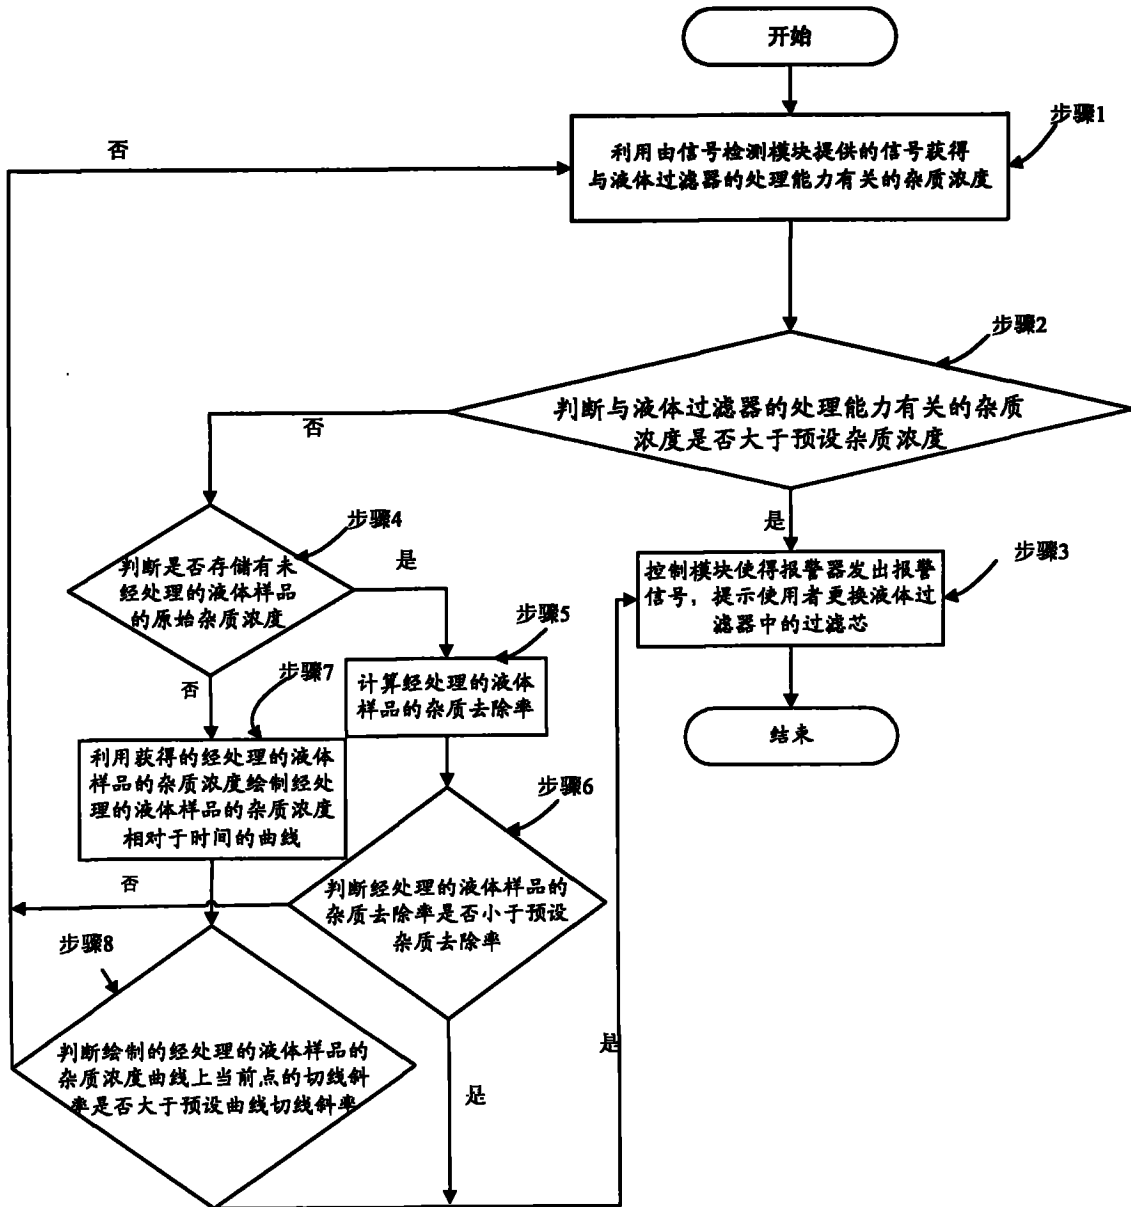 开始
步骤1
否
利用由信号检测模块提供的信号获得
与液体过滤器的处理能力有关的杂质浓度
步骤2
判断与液体过滤器的处理能力有关的杂质
浓度是否大于预设杂质浓度
否
是
步骤4
判断是否存储有未
经处理的液体样品
的原始杂质浓度
是
步骤3
控制模块使得报警器发出报警
信号，提示使用者更换液体过
滤器中的过滤芯
步骤5
计算经处理的液体
样品的杂质去除率
否
步骤7
利用获得的经处理的液体
样品的杂质浓度绘制经处
理的液体样品的杂质浓度
相对于时间的曲线
结束
步骤6
判断经处理的液体样品的
杂质去除率是否小于预设
杂质去除率
否
步骤8
判断绘制的经处理的液体样品的
杂质浓度曲线上当前点的切线斜
率是否大于预设曲线切线斜率
是
是